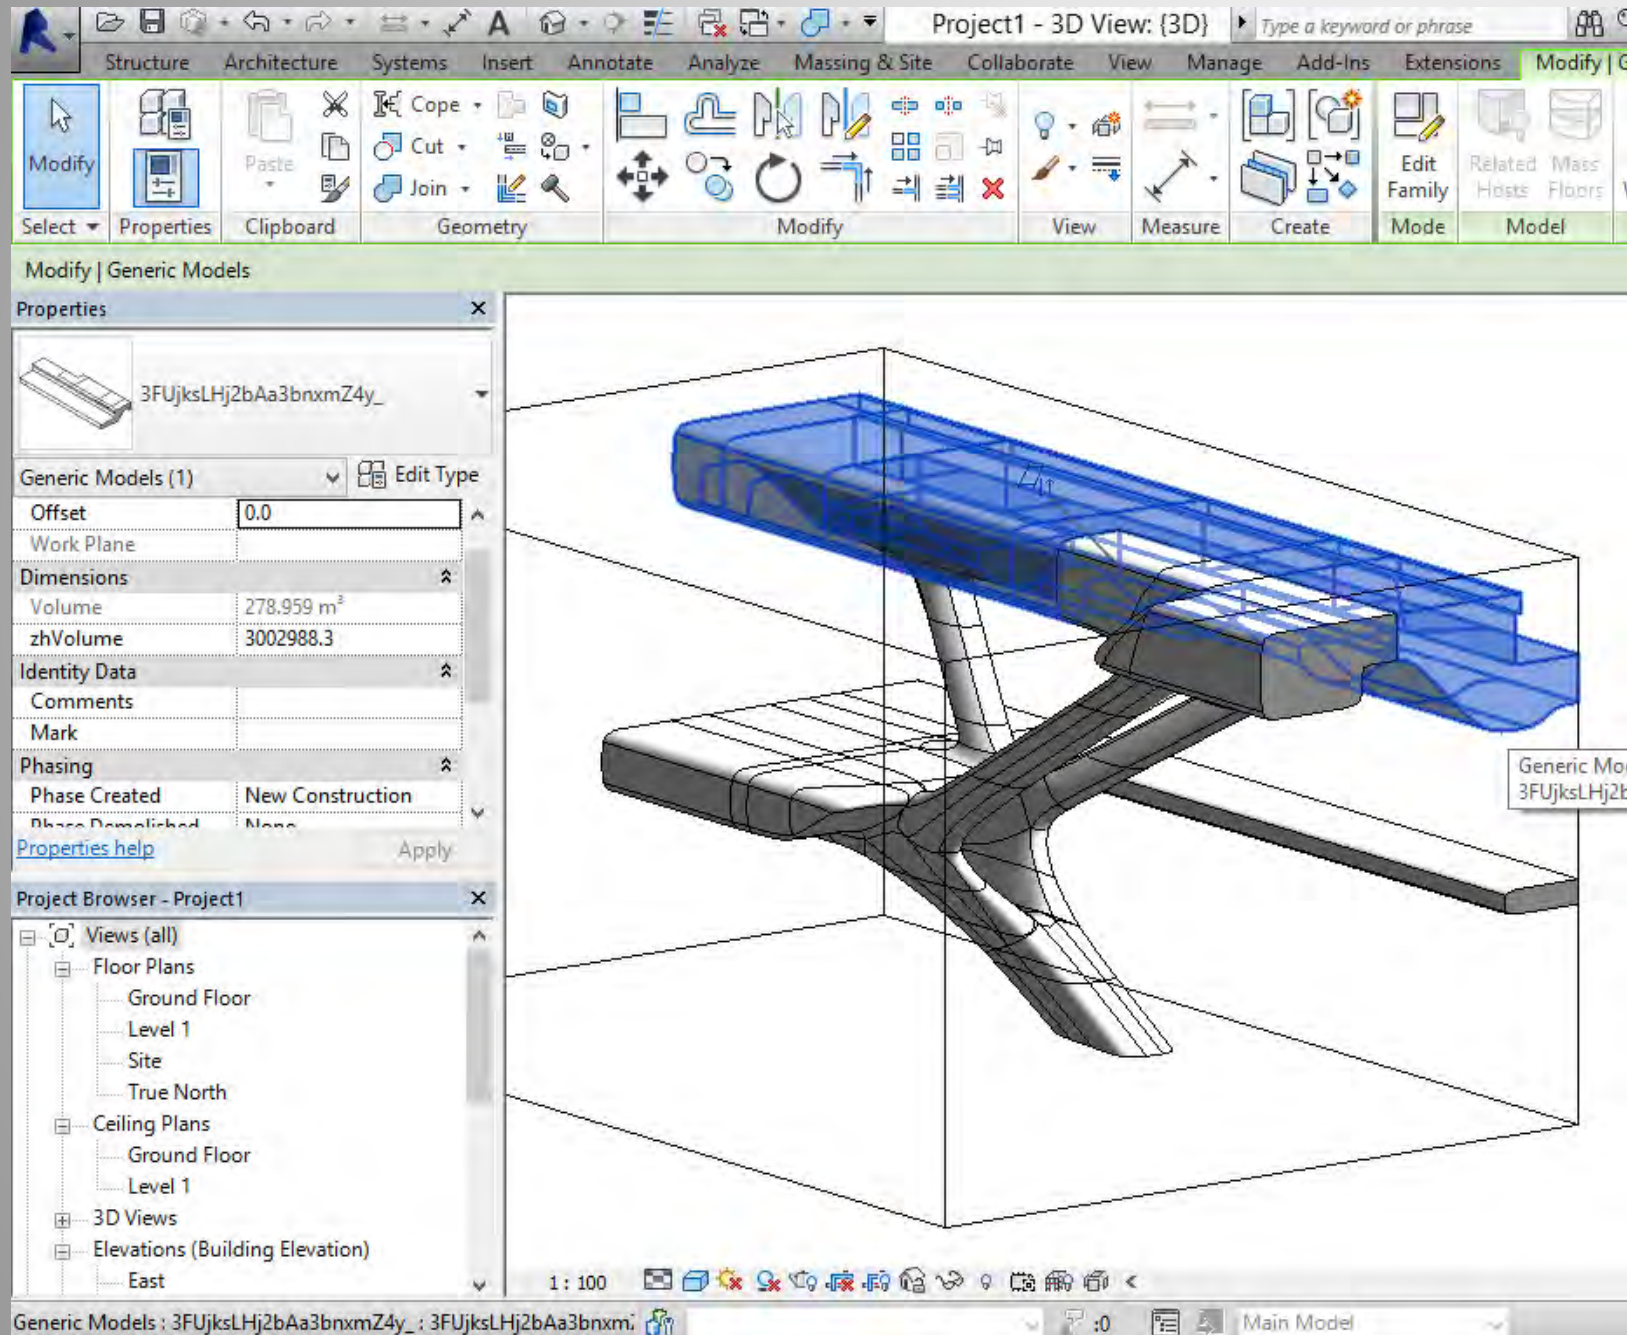 A
Project1 - 3D View: {3D}
Type a keyword or phrase
Structure Architecture Systems Insert Annotate Analyze Massing & Site Collaborate View Manage Add-Ins Extensions Modify |
Modify
Paste
Cope
Cut
Join
Edit Family
Related Hosts
Mass Floors
Select Properties Clipboard Geometry Modify View Measure Create Mode Model
Modify | Generic Models
Properties
3FUjksLHj2bAa3bnxmZ4y_
Generic Models (1) Edit Type
Offset 0.0
Work Plane
Dimensions
Volume 278.959 m³
zhVolume 3002988.3
Identity Data
Comments
Mark
Phasing
Phase Created New Construction
Phase Demolished None
Properties help Apply
Generic Mo
3FUjksLHj2b
Project Browser - Project1
Views (all)
Floor Plans
Ground Floor
Level 1
Site
True North
Ceiling Plans
Ground Floor
Level 1
3D Views
Elevations (Building Elevation)
East
1 : 100
Generic Models : 3FUjksLHj2bAa3bnxmZ4y_ : 3FUjksLHj2bAa3bnxm
:0
Main Model